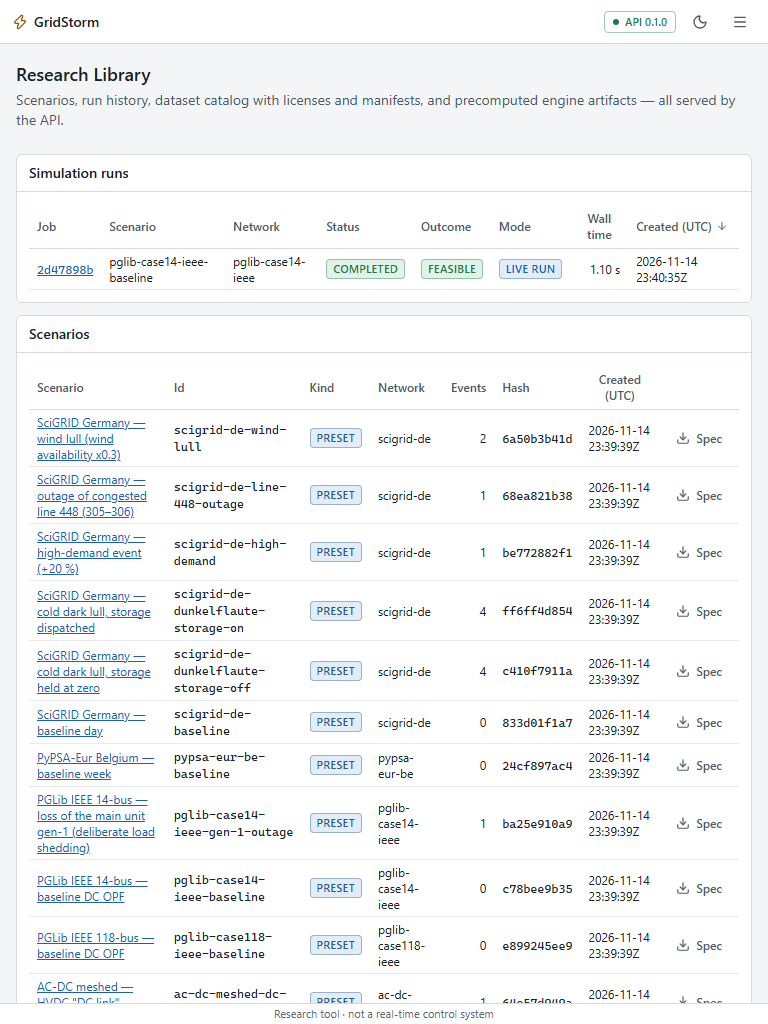 GridStorm
API 0.1.0
Research Library
Scenarios, run history, dataset catalog with licenses and manifests, and precomputed engine artifacts — all served by
the API.
Simulation runs
Job Scenario Network Status Outcome Mode Wall time Created (UTC) ↓
2d47898b pglib-case14-ieee-baseline pglib-case14-ieee COMPLETED FEASIBLE LIVE RUN 1.10 s 2026-11-14 23:40:35Z
Scenarios
Scenario Id Kind Network Events Hash Created (UTC)
SciGRID Germany — wind lull (wind availability x0.3) scigrid-de-wind-lull PRESET scigrid-de 2 6a50b3b41d 2026-11-14 23:39:39Z Spec
SciGRID Germany — outage of congested line 448 (305–306) scigrid-de-line-448-outage PRESET scigrid-de 1 68ea821b38 2026-11-14 23:39:39Z Spec
SciGRID Germany — high-demand event (+20 %) scigrid-de-high-demand PRESET scigrid-de 1 be772882f1 2026-11-14 23:39:39Z Spec
SciGRID Germany — cold dark lull, storage dispatched scigrid-de-dunkelflaute-storage-on PRESET scigrid-de 4 ff6ff4d854 2026-11-14 23:39:39Z Spec
SciGRID Germany — cold dark lull, storage held at zero scigrid-de-dunkelflaute-storage-off PRESET scigrid-de 4 c410f7911a 2026-11-14 23:39:39Z Spec
SciGRID Germany — baseline day scigrid-de-baseline PRESET scigrid-de 0 833d01f1a7 2026-11-14 23:39:39Z Spec
PyPSA-Eur Belgium — baseline week pypsa-eur-be-baseline PRESET pypsa-eur-be 0 24cf897ac4 2026-11-14 23:39:39Z Spec
PGLib IEEE 14-bus — loss of the main unit gen-1 (deliberate load shedding) pglib-case14-ieee-gen-1-outage PRESET pglib-case14-ieee 1 ba25e910a9 2026-11-14 23:39:39Z Spec
PGLib IEEE 14-bus — baseline DC OPF pglib-case14-ieee-baseline PRESET pglib-case14-ieee 0 c78bee9b35 2026-11-14 23:39:39Z Spec
PGLib IEEE 118-bus — baseline DC OPF pglib-case118-ieee-baseline PRESET pglib-case118-ieee 0 e899245ee9 2026-11-14 23:39:39Z Spec
AC-DC meshed — HVDC "DC link" ac-dc-meshed-dc- PRESET ac-dc- 1 2026-11-14 Spec
Research tool · not a real-time control system